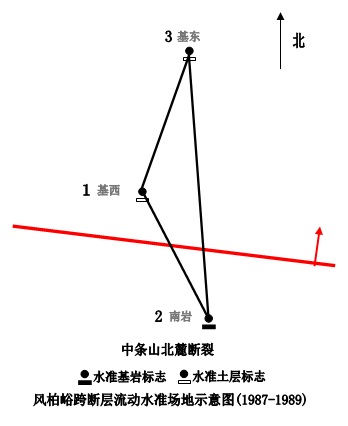 3 基东
北
1 基西
2 南岩
中条山北麓断裂
水准基岩标志 水准土层标志
风柏峪跨断层流动水准场地示意图(1987-1989)